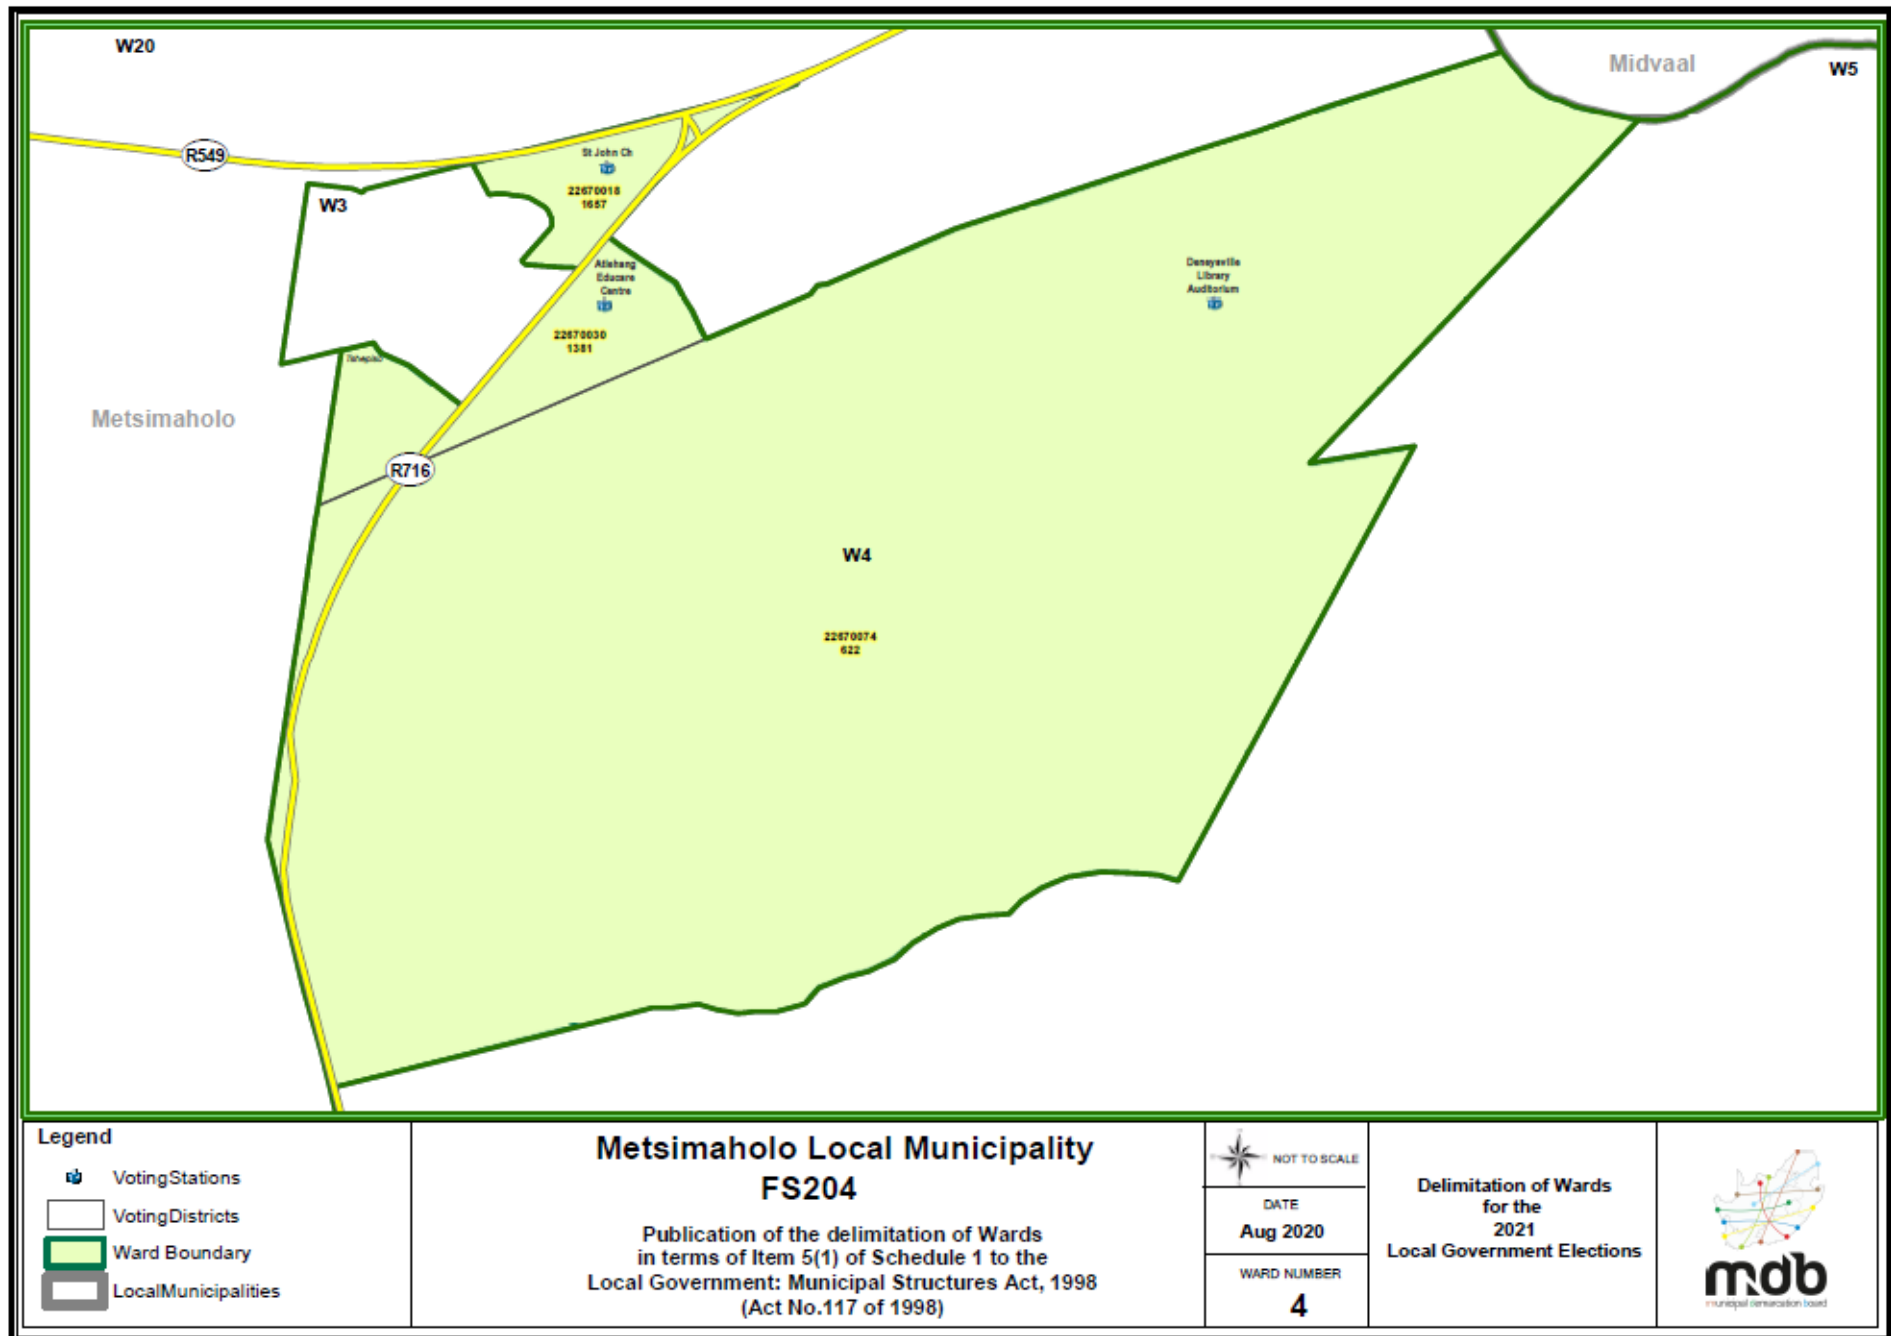 W20
Midvaal
W5
R549
St John Ch
22670018
1657
W3
Atlehang
Educare
Centre
Deneysville
Library
Auditorium
22670030
1381
Metsimaholo
R716
W4
22670074
622
Legend
VotingStations
VotingDistricts
Ward Boundary
LocalMunicipalities
Metsimaholo Local Municipality
FS204
Publication of the delimitation of Wards
in terms of Item 5(1) of Schedule 1 to the
Local Government: Municipal Structures Act, 1998
(Act No.117 of 1998)
NOT TO SCALE
DATE
Aug 2020
WARD NUMBER
4
Delimitation of Wards
for the
2021
Local Government Elections
mdb
municipal demarcation board